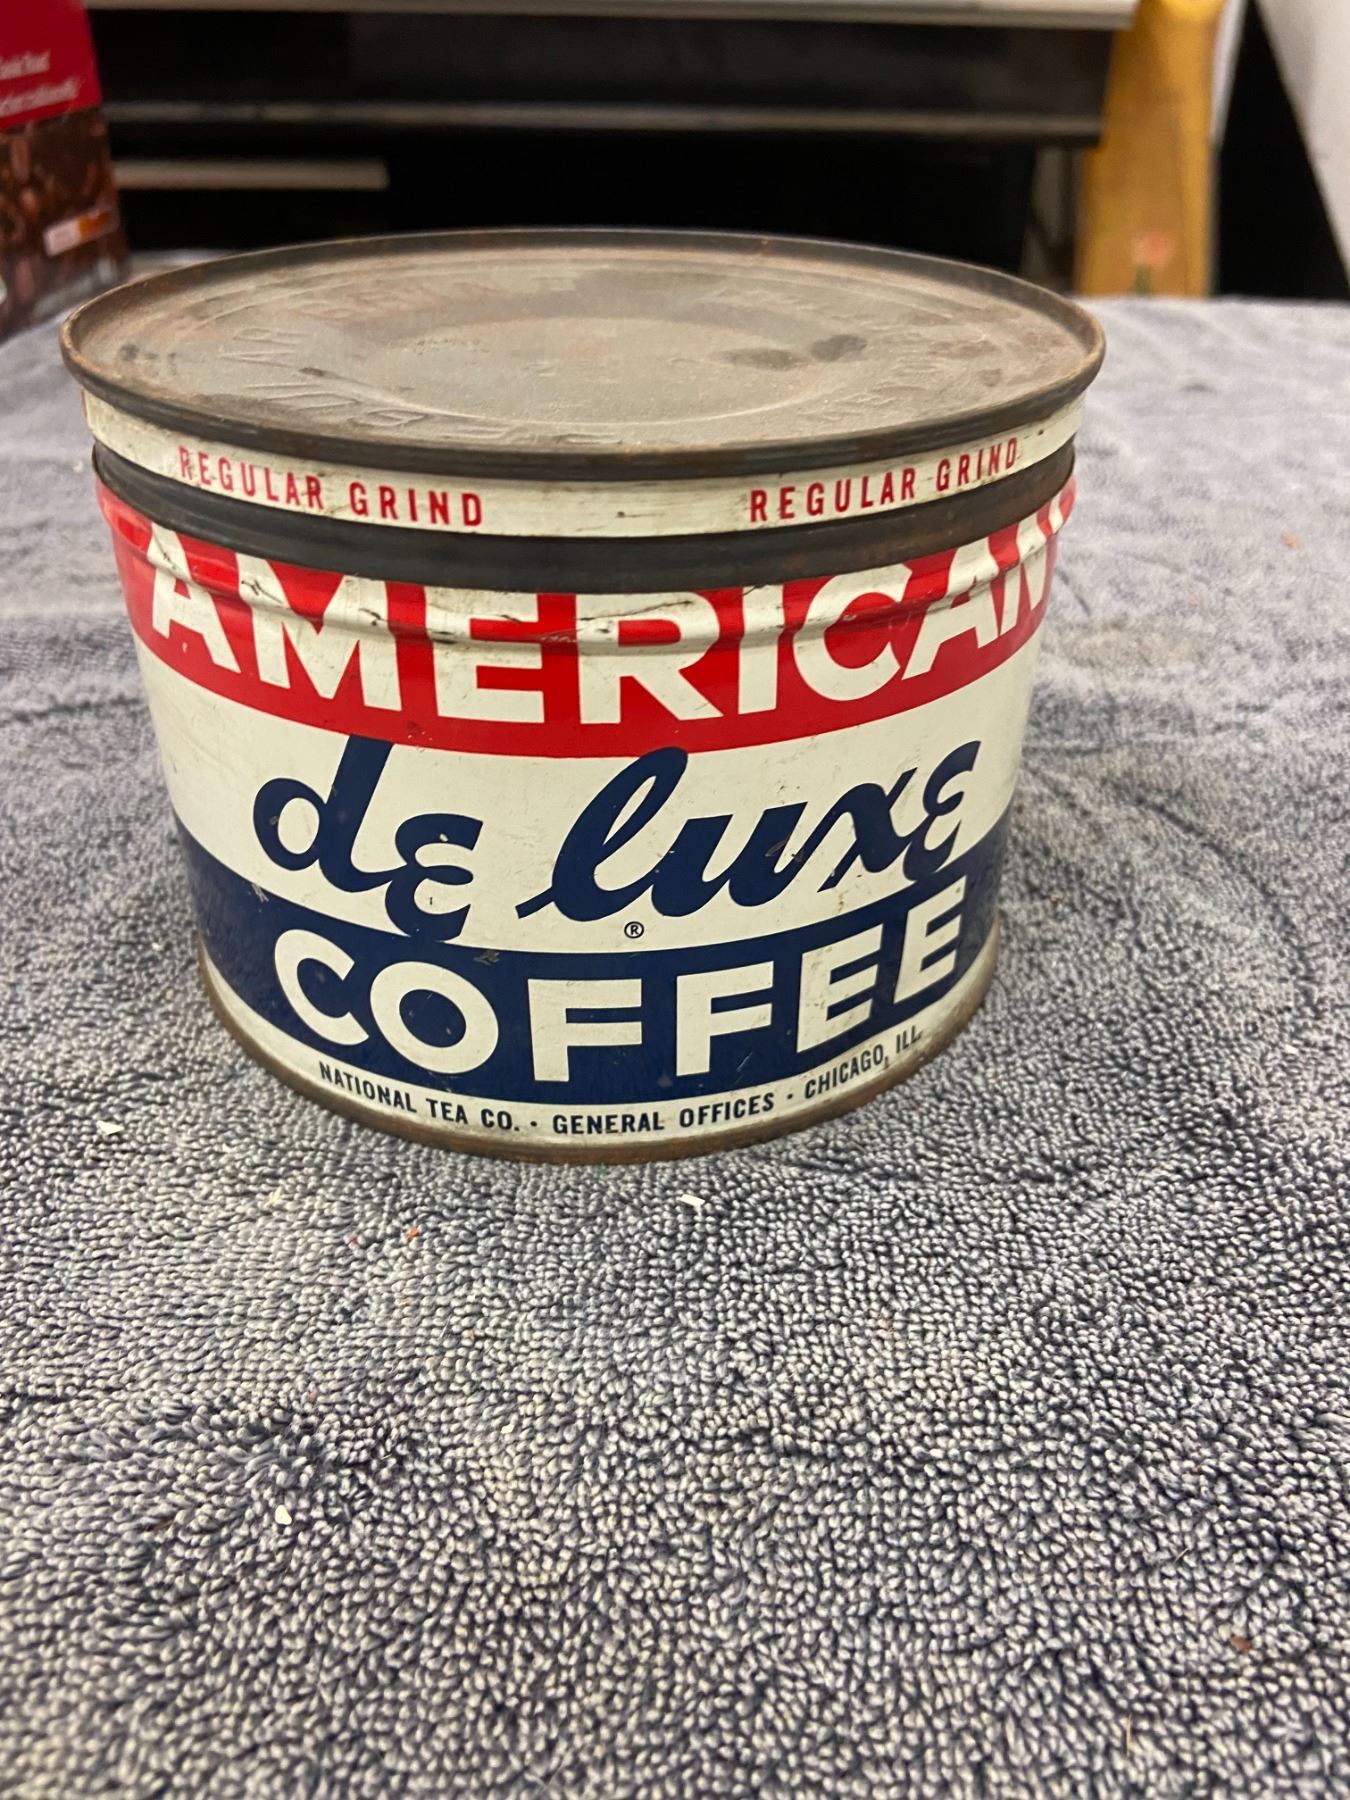 REGULAR GRIND REGULAR GRIND
AMERICAN
de luxe
®
COFFEE
NATIONAL TEA CO. · GENERAL OFFICES · CHICAGO, ILL.